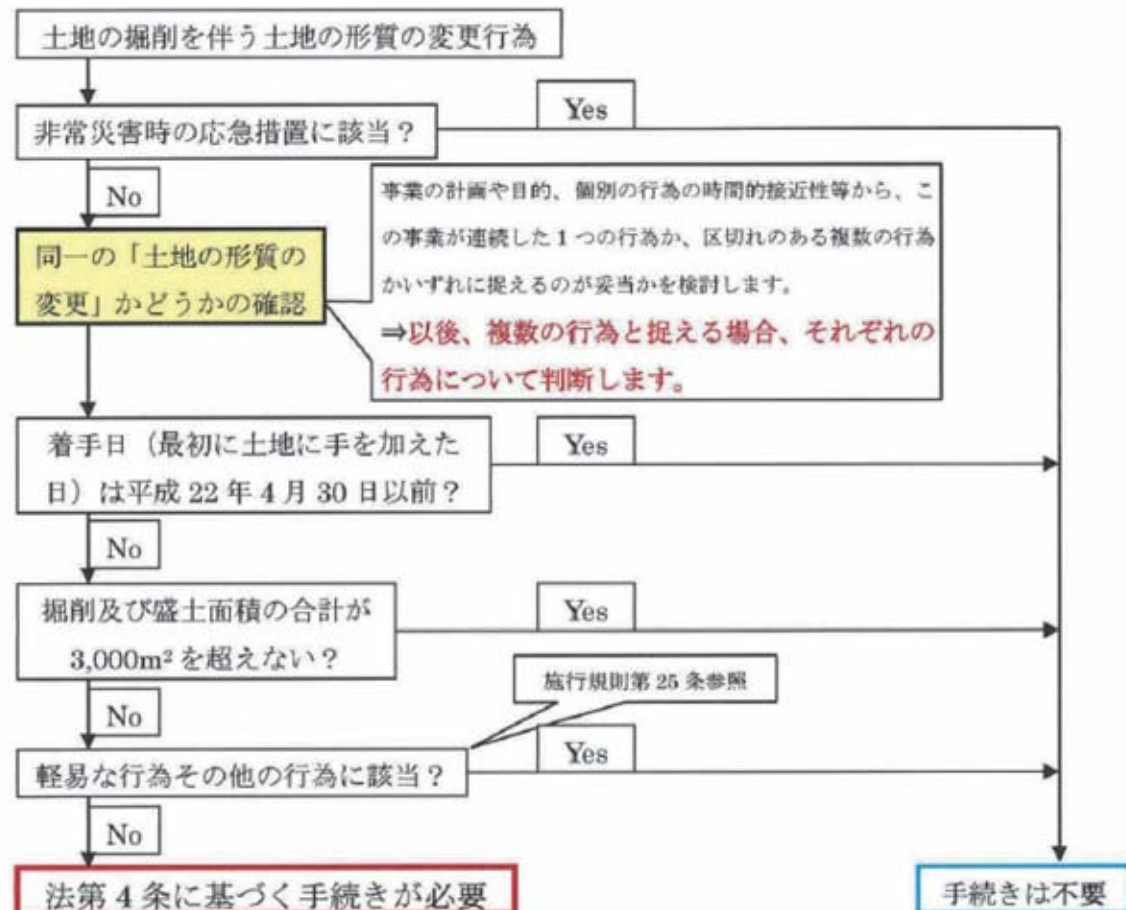 土地の掘削を伴う土地の形質の変更行為
非常災害時の応急措置に該当?
Yes
No
事業の計画や目的、個別の行為の時間的接近性等から、こ
の事業が連続した1つの行為か、区切れのある複数の行為
かいずれに捉えるのが妥当かを検討します。
⇒以後、複数の行為と捉える場合、それぞれの
行為について判断します。
同一の「土地の形質の
変更」かどうかの確認
着手日(最初に土地に手を加えた
日)は平成22年4月30日以前?
Yes
No
掘削及び盛土面積の合計が
3,000m²を超えない?
Yes
No
施行規則第25条参照
軽易な行為その他の行為に該当?
Yes
No
法第4条に基づく手続きが必要
手続きは不要